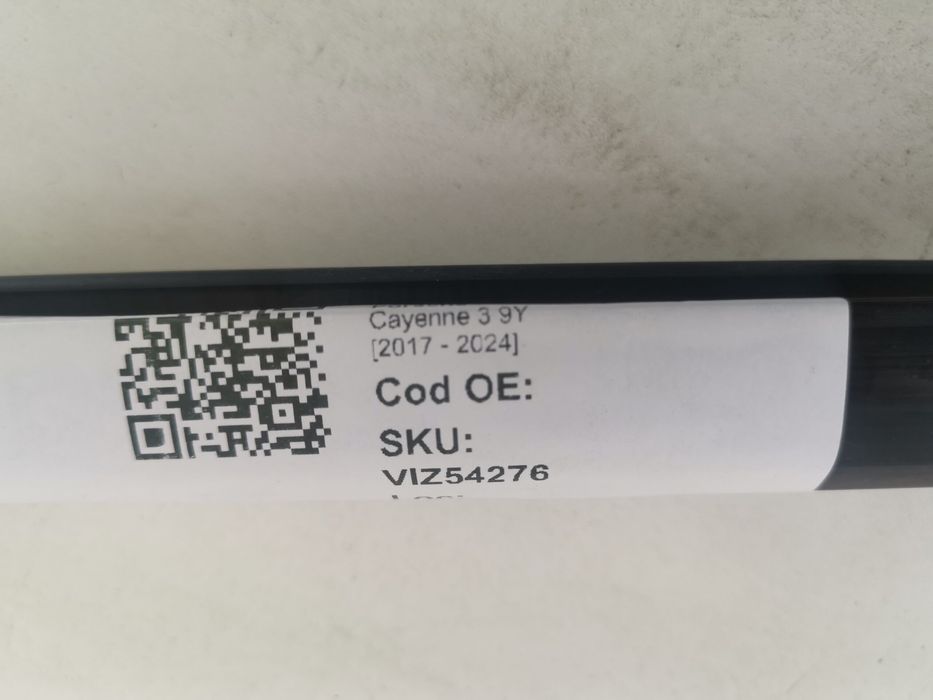 Cayenne 3 9Y
[2017 - 2024]
Cod OE:
SKU:
VIZ54276